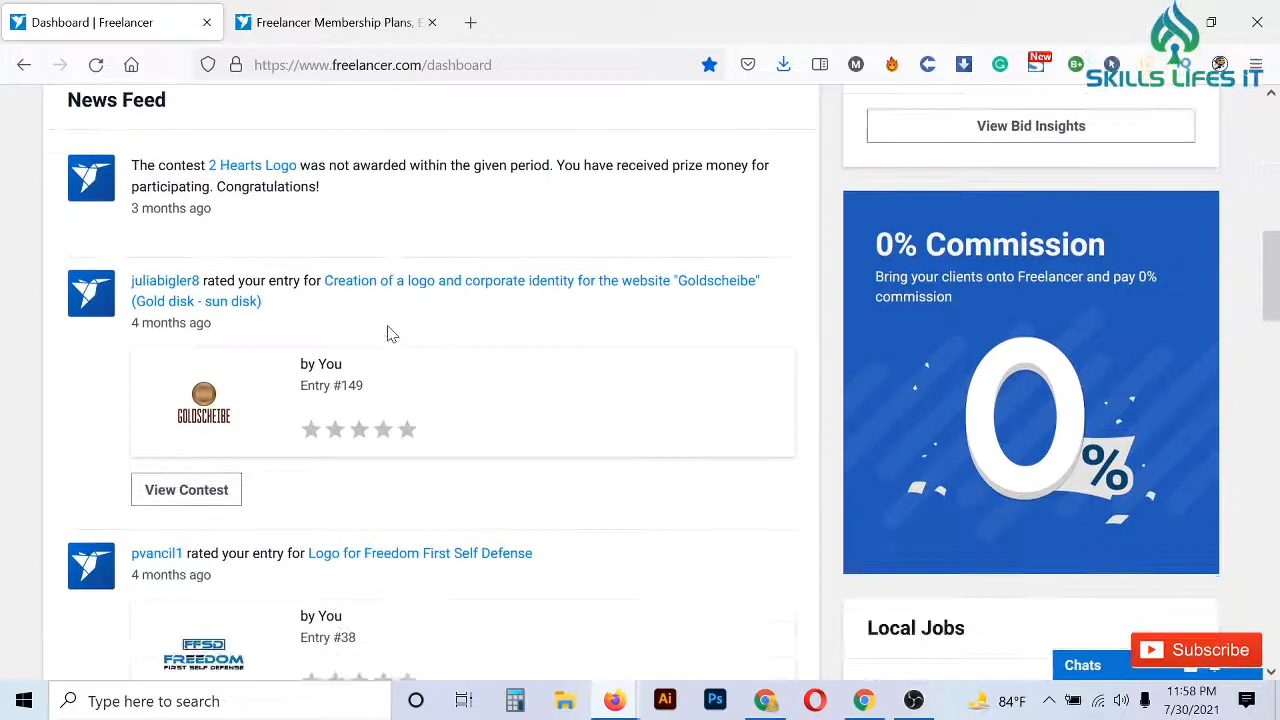 Dashboard | Freelancer
Freelancer Membership Plans, E
https://www.freelancer.com/dashboard
New
SKILLS LIFES IT
News Feed
The contest 2 Hearts Logo was not awarded within the given period. You have received prize money for
participating. Congratulations!
3 months ago
juliabigler8 rated your entry for Creation of a logo and corporate identity for the website "Goldscheibe"
(Gold disk - sun disk)
4 months ago
by You
Entry #149
GOLDSCHEIBE
View Contest
pvancil1 rated your entry for Logo for Freedom First Self Defense
4 months ago
by You
Entry #38
FFSD
FREEDOM
FIRST SELF DEFENSE
View Bid Insights
0% Commission
Bring your clients onto Freelancer and pay 0%
commission
0
%
Local Jobs
Subscribe
Chats
Type here to search
Ai
Ps
84°F
11:58 PM
7/30/2021